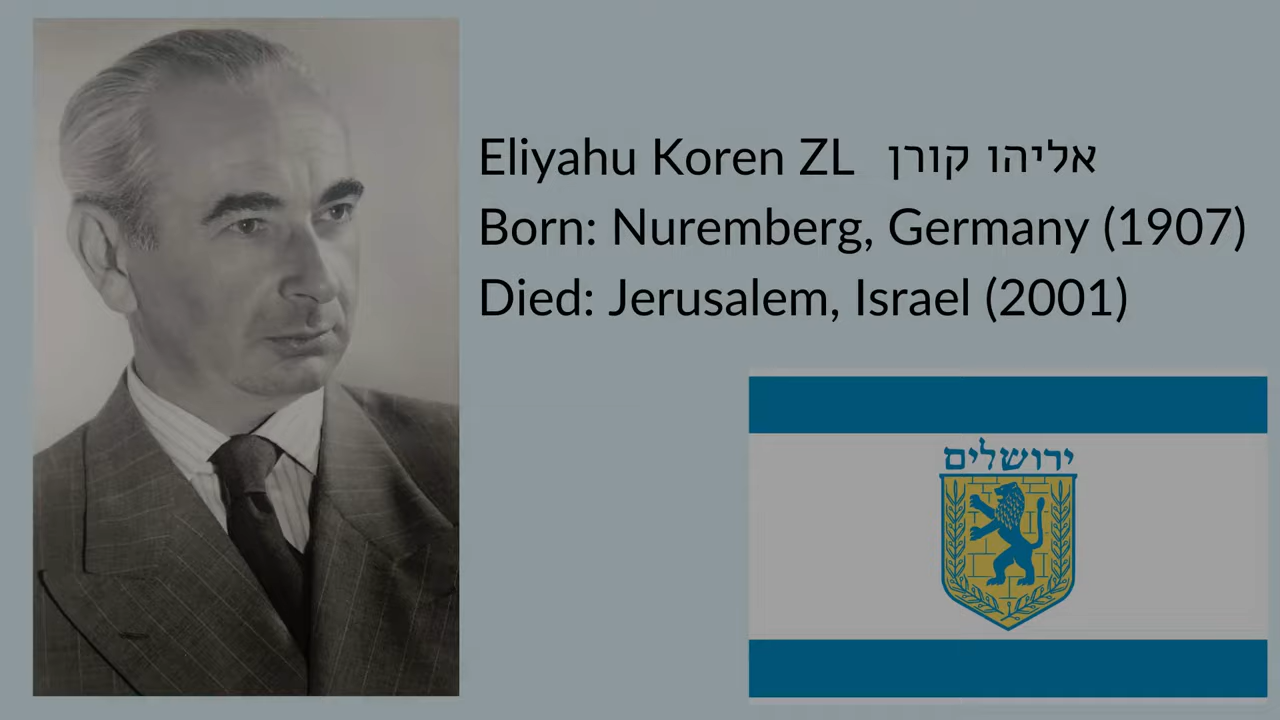 Eliyahu Koren ZL אליהו קורן
Born: Nuremberg, Germany (1907)
Died: Jerusalem, Israel (2001)
ירושלים